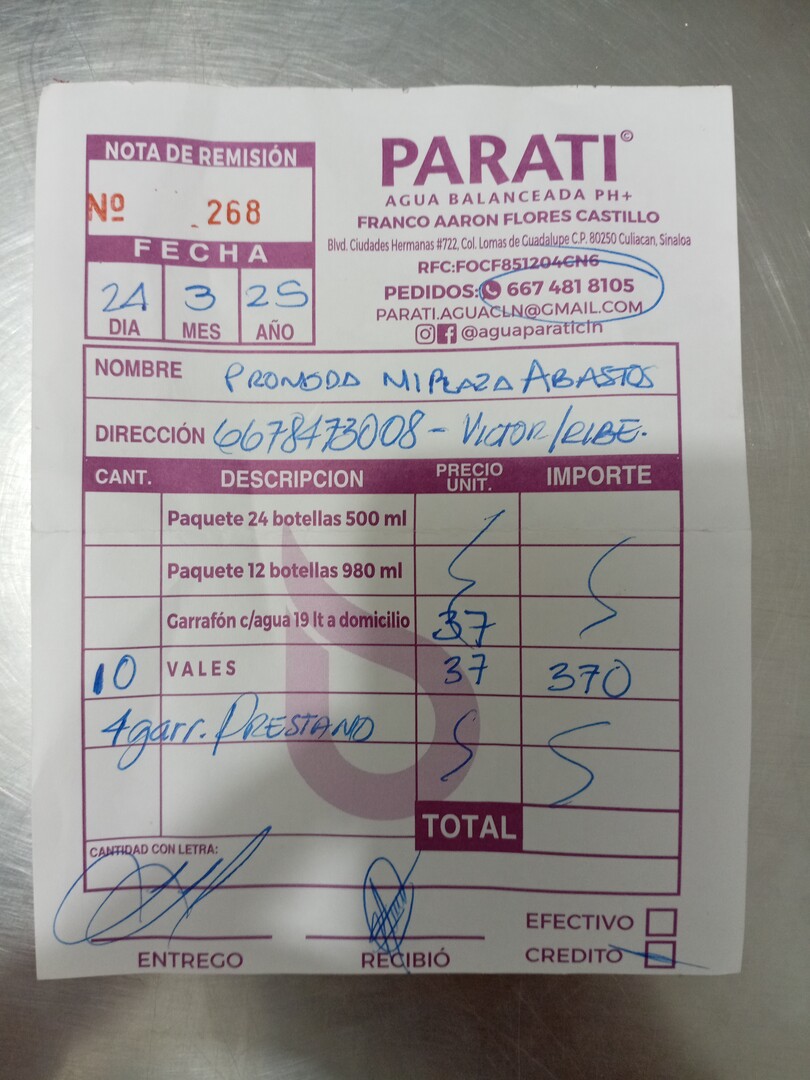 NOTA DE REMISIÓN
Nº 268
FECHA
24 3 25
DIA MES AÑO
PARATI©
AGUA BALANCEADA PH+
FRANCO AARON FLORES CASTILLO
Blvd. Ciudades Hermanas #722, Col. Lomas de Guadalupe C.P. 80250 Culiacan, Sinaloa
RFC:FOCF851204CN6
PEDIDOS: 667 481 8105
PARATI.AGUACLN@GMAIL.COM
@aguaparaticln
NOMBRE PROMODA MI PLAZA ABASTOS
DIRECCIÓN 6678473008 - VICTOR/RIBE.
CANT. DESCRIPCION PRECIO UNIT. IMPORTE
Paquete 24 botellas 500 ml
Paquete 12 botellas 980 ml
Garrafón c/agua 19 lt a domicilio 37
10 VALES 37 370
4 garr. PRESTAMO
TOTAL
CANTIDAD CON LETRA:
ENTREGO RECIBIÓ
EFECTIVO
CREDITO